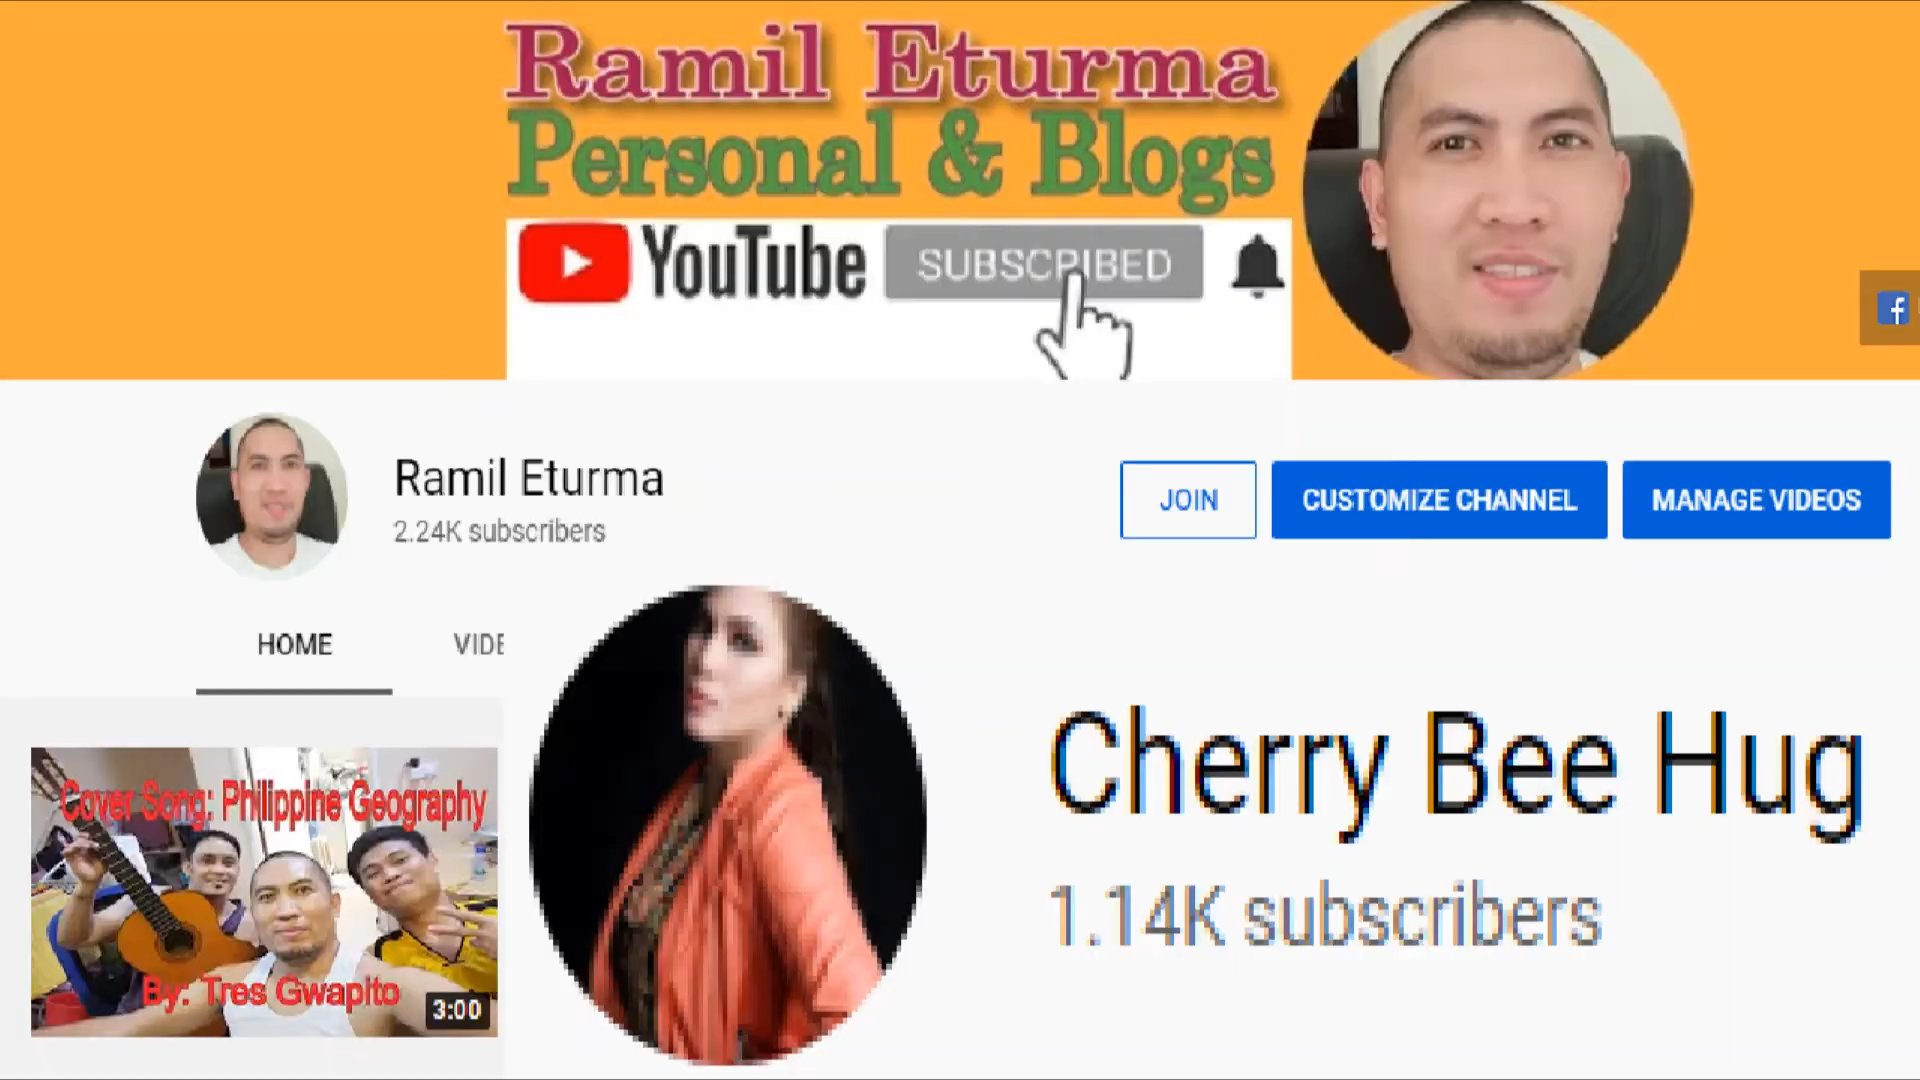 Ramil Eturma
Personal & Blogs
YouTube SUBSCRIBED
Ramil Eturma
2.24K subscribers
JOIN CUSTOMIZE CHANNEL MANAGE VIDEOS
HOME VIDE
Cover Song: Philippine Geography
By: Tres Gwapito
3:00
Cherry Bee Hug
1.14K subscribers